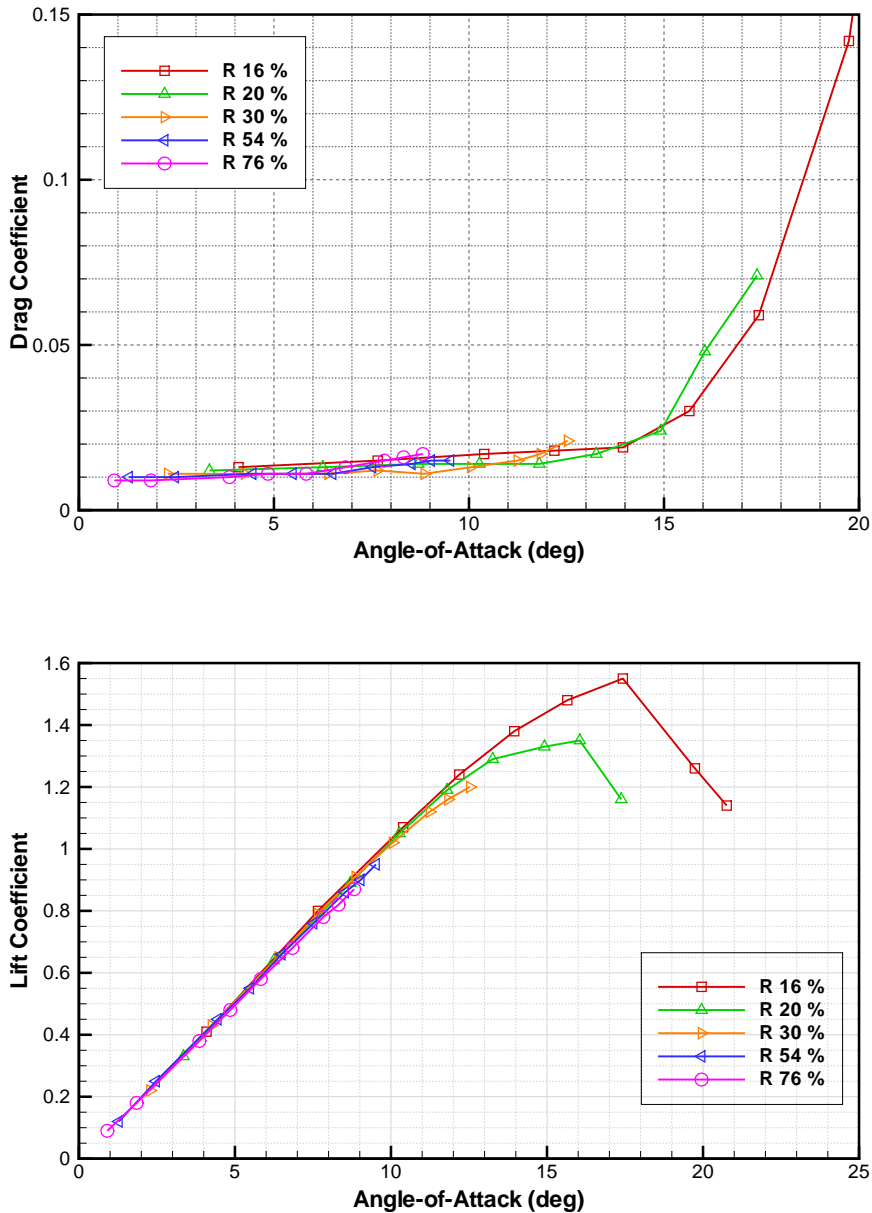 0.15
0.1
0.05
0
Drag Coefficient
R 16 %
R 20 %
R 30 %
R 54 %
R 76 %
0 5 10 15 20
Angle-of-Attack (deg)
1.6
1.4
1.2
1
0.8
0.6
0.4
0.2
0
Lift Coefficient
R 16 %
R 20 %
R 30 %
R 54 %
R 76 %
0 5 10 15 20 25
Angle-of-Attack (deg)